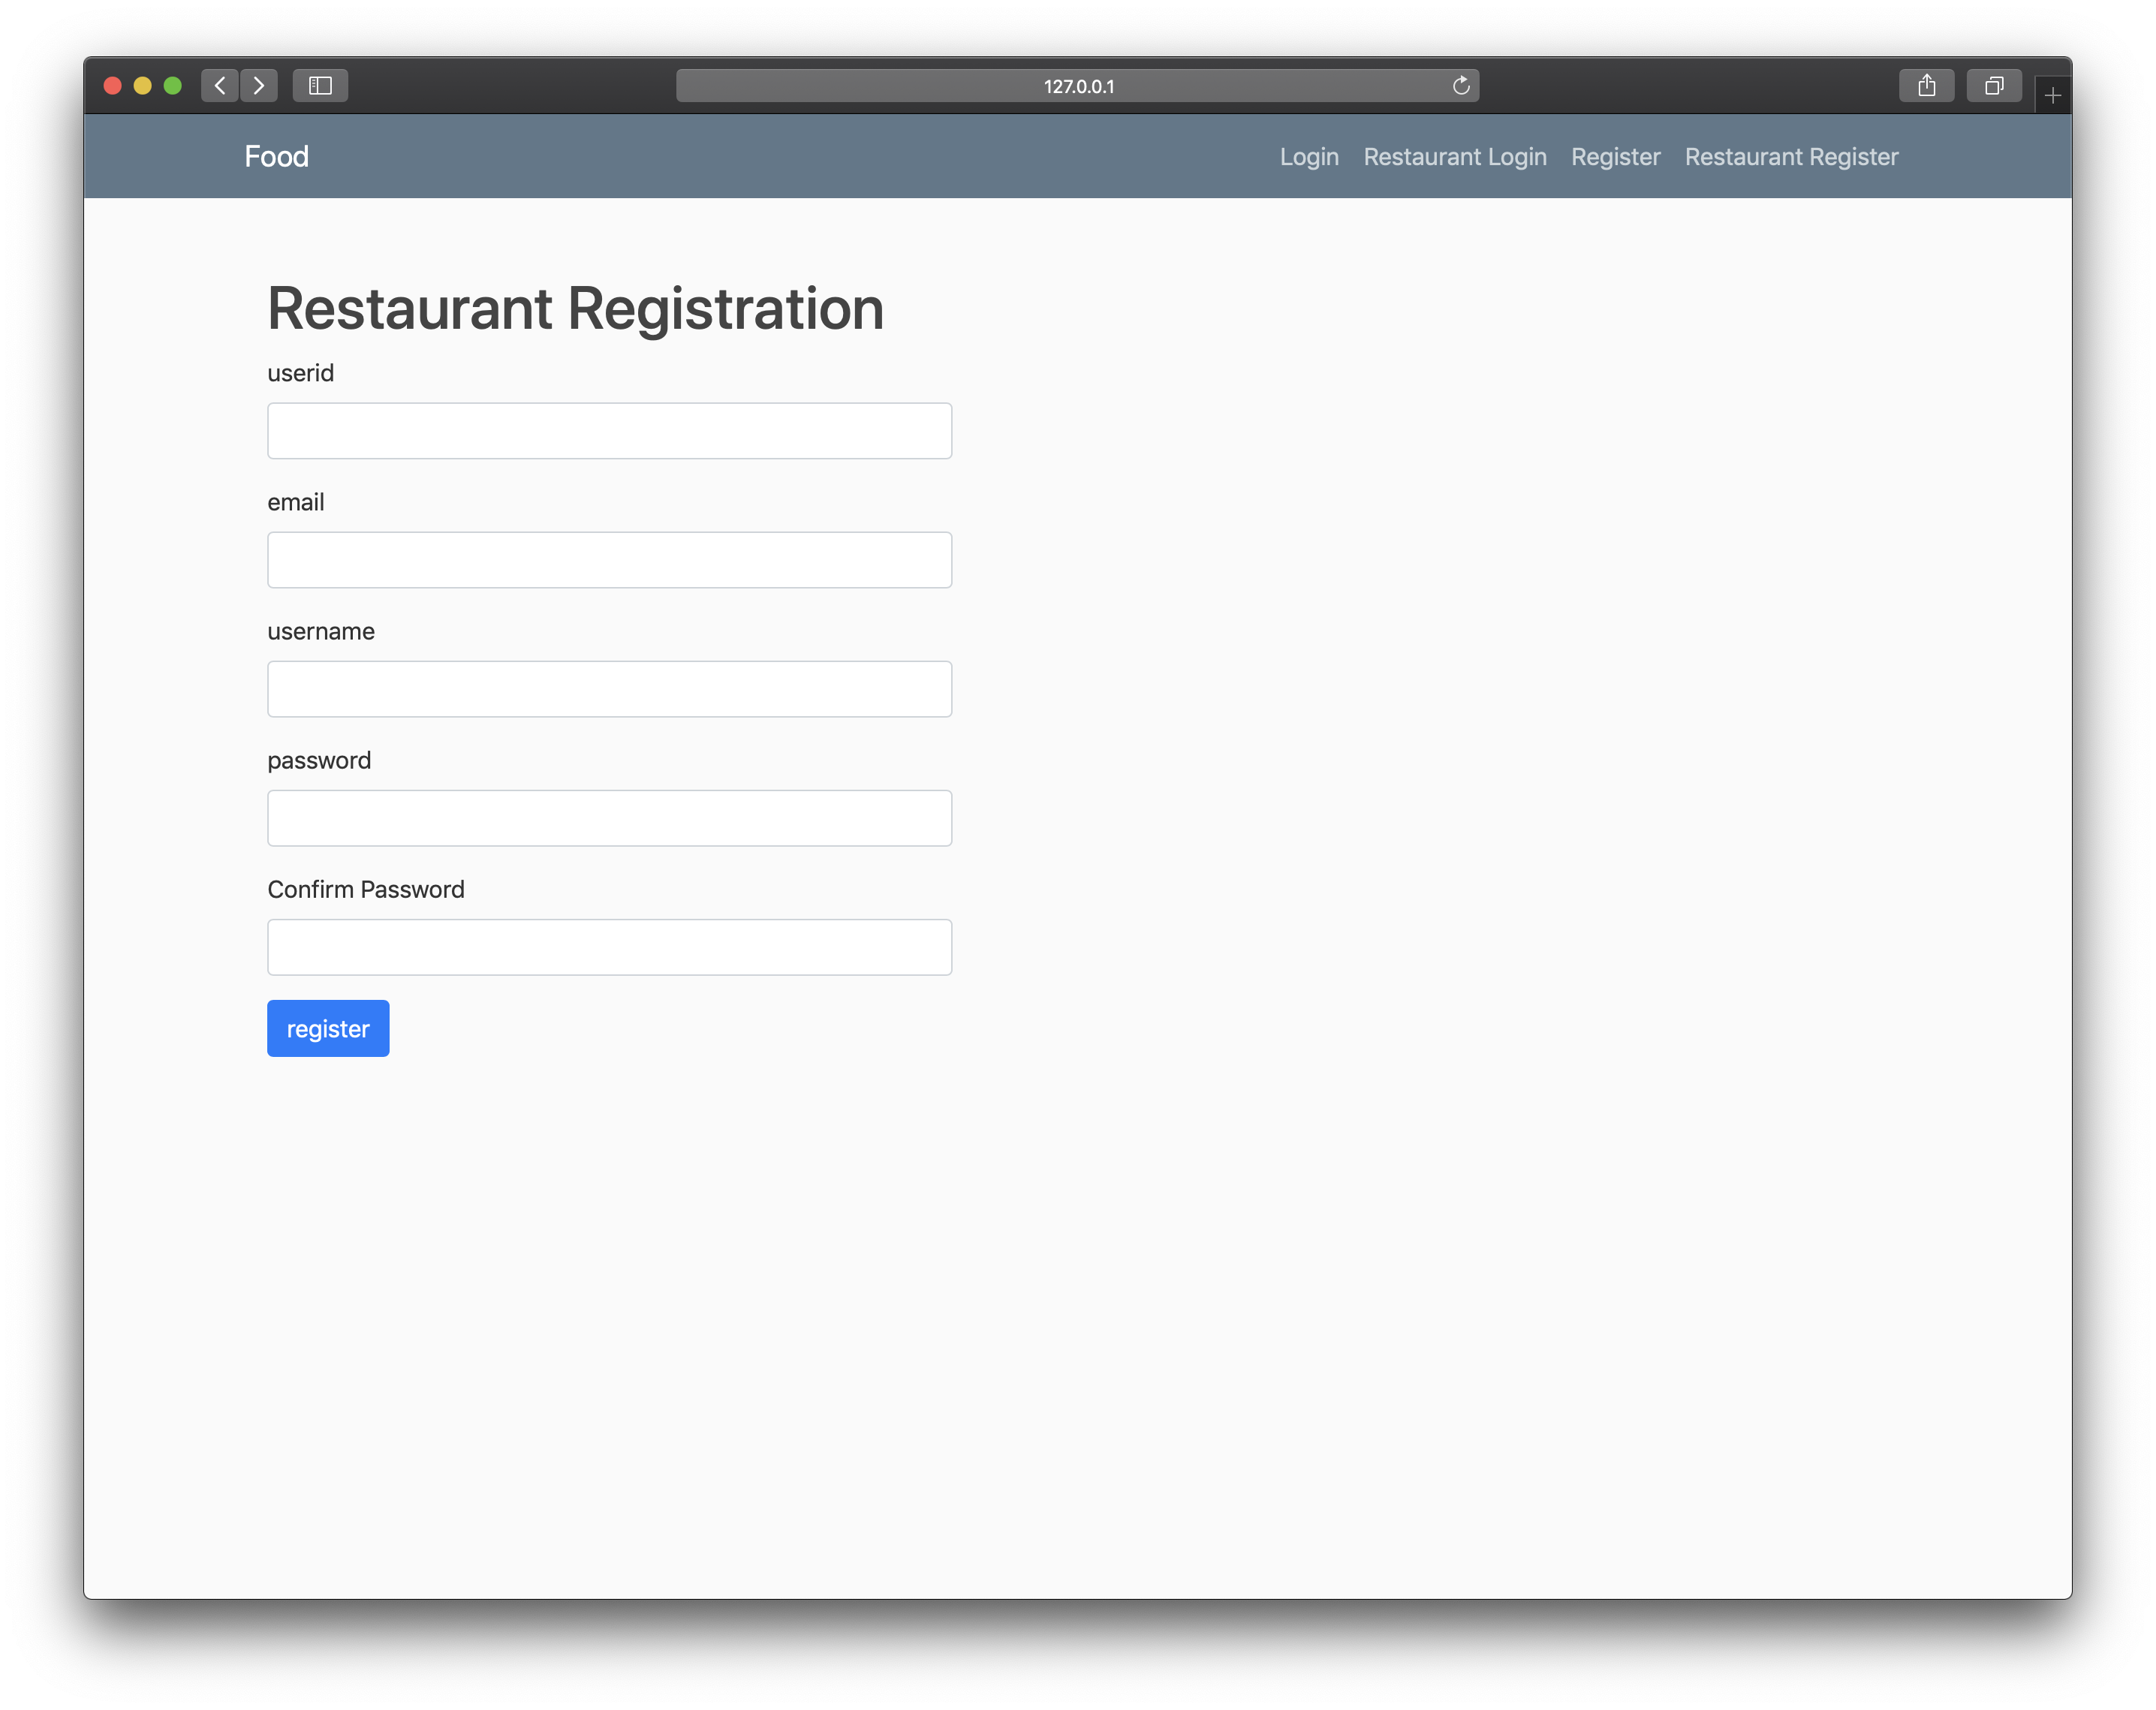 127.0.0.1
Food Login Restaurant Login Register Restaurant Register
Restaurant Registration
userid
email
username
password
Confirm Password
register